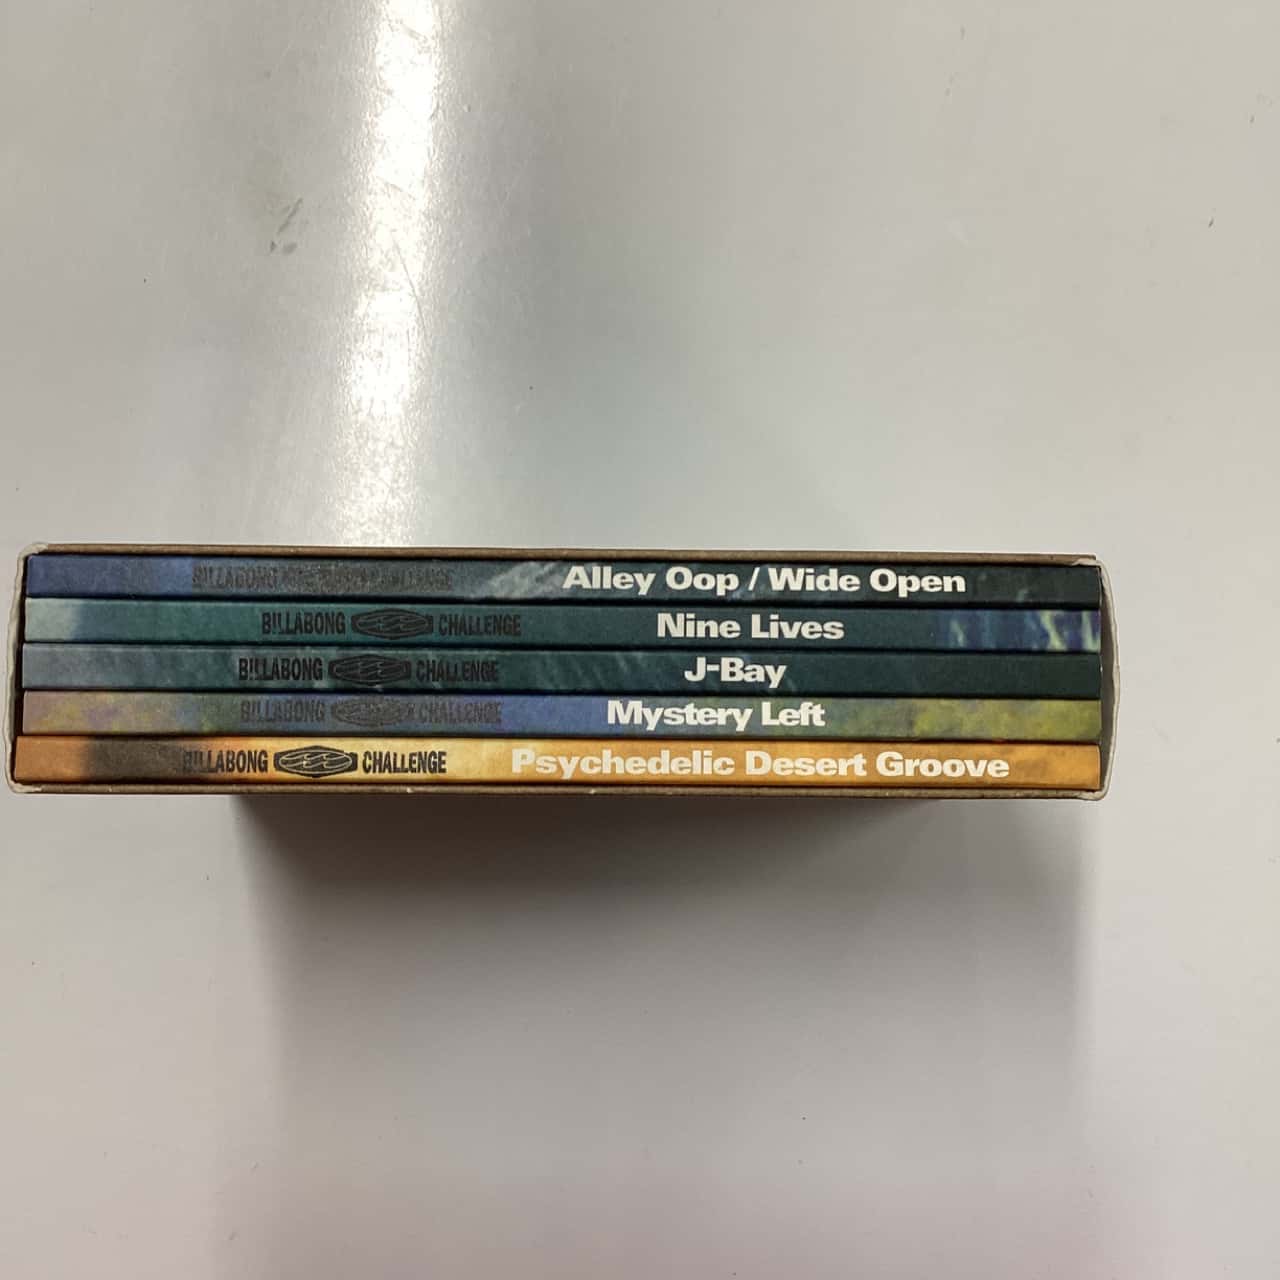 BILLABONG CHALLENGE Alley Oop / Wide Open
BILLABONG CHALLENGE Nine Lives
BILLABONG CHALLENGE J-Bay
BILLABONG CHALLENGE Mystery Left
BILLABONG CHALLENGE Psychedelic Desert Groove